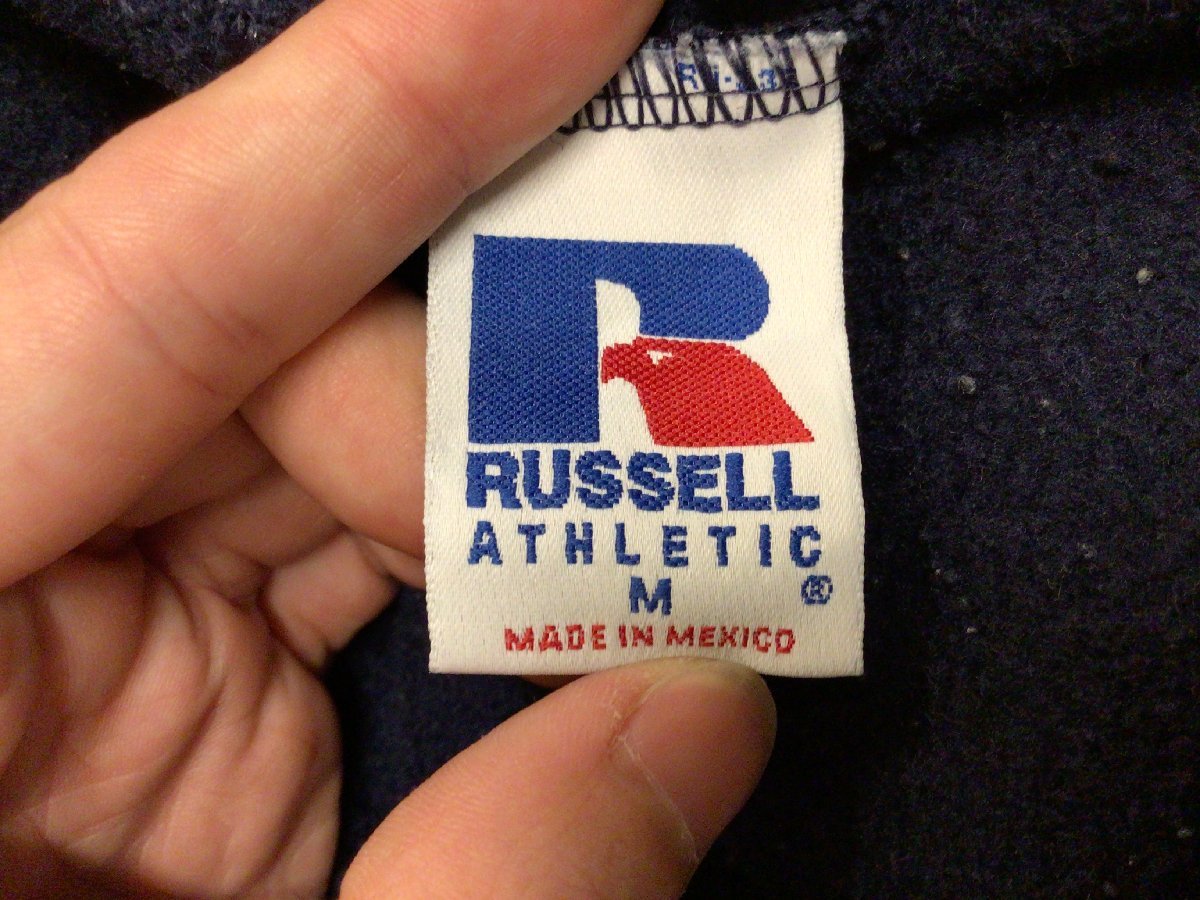 RUSSELL
ATHLETIC
M ®
MADE IN MEXICO